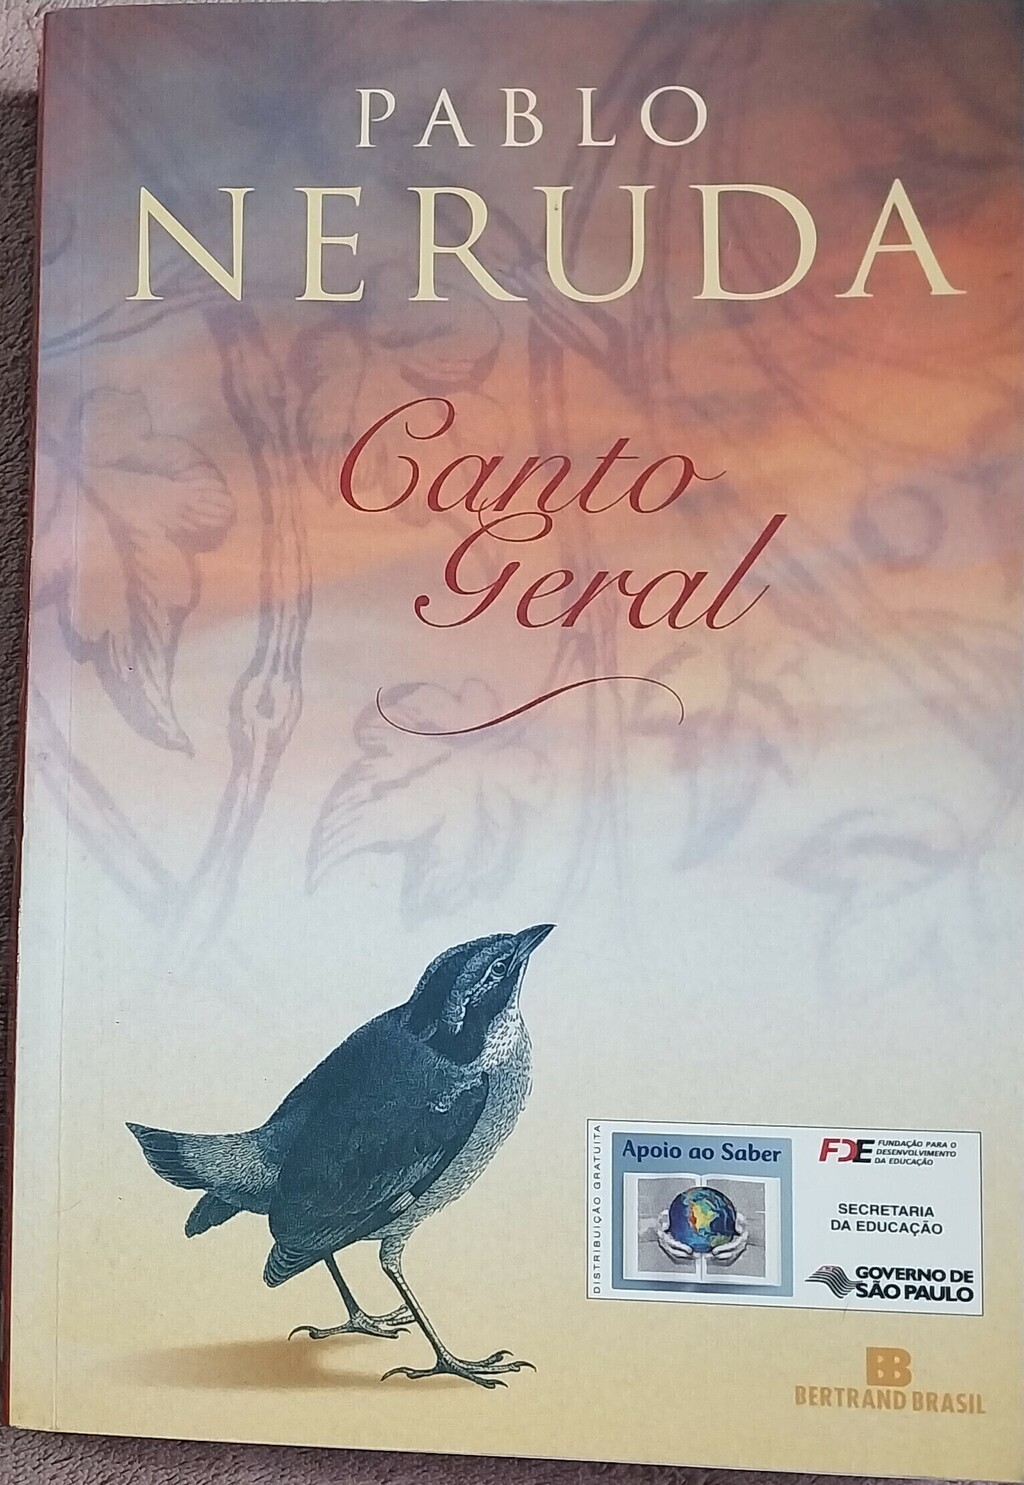 PABLO
NERUDA
Canto
Geral
DISTRIBUIÇÃO GRATUITA
Apoio ao Saber
FDE FUNDAÇÃO PARA O
DESENVOLVIMENTO
DA EDUCAÇÃO
SECRETARIA
DA EDUCAÇÃO
GOVERNO DE
SÃO PAULO
BB
BERTRAND BRASIL